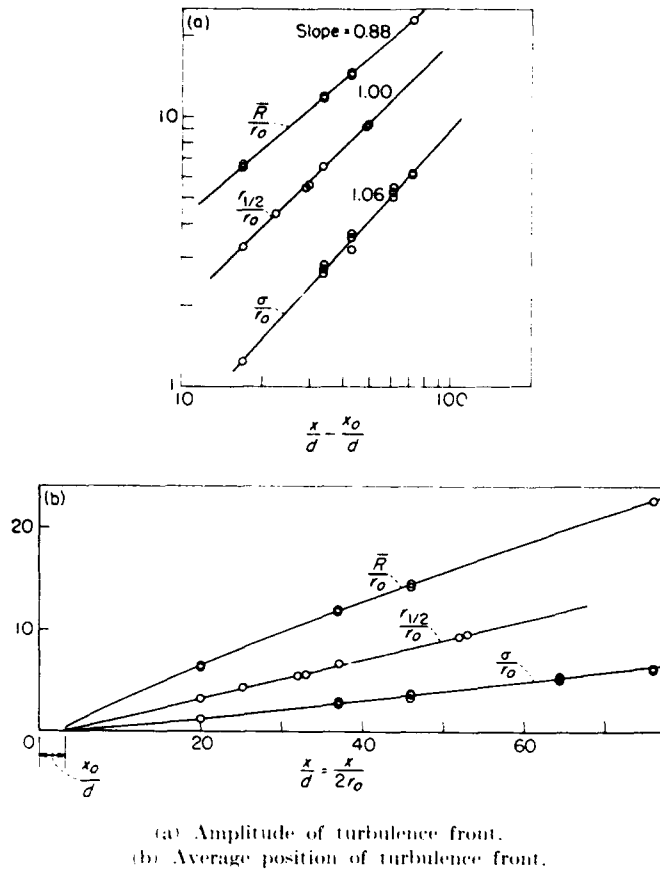 (a)
Slope = 0.88
1.00
1.06
R̄/r₀
r₁/₂/r₀
σ/r₀
10
1
10
100
x/d − x₀/d
(b)
20
10
0
R̄/r₀
r₁/₂/r₀
σ/r₀
20
40
60
x₀/d
x/d = x/2r₀
(a) Amplitude of turbulence front.
(b) Average position of turbulence front.